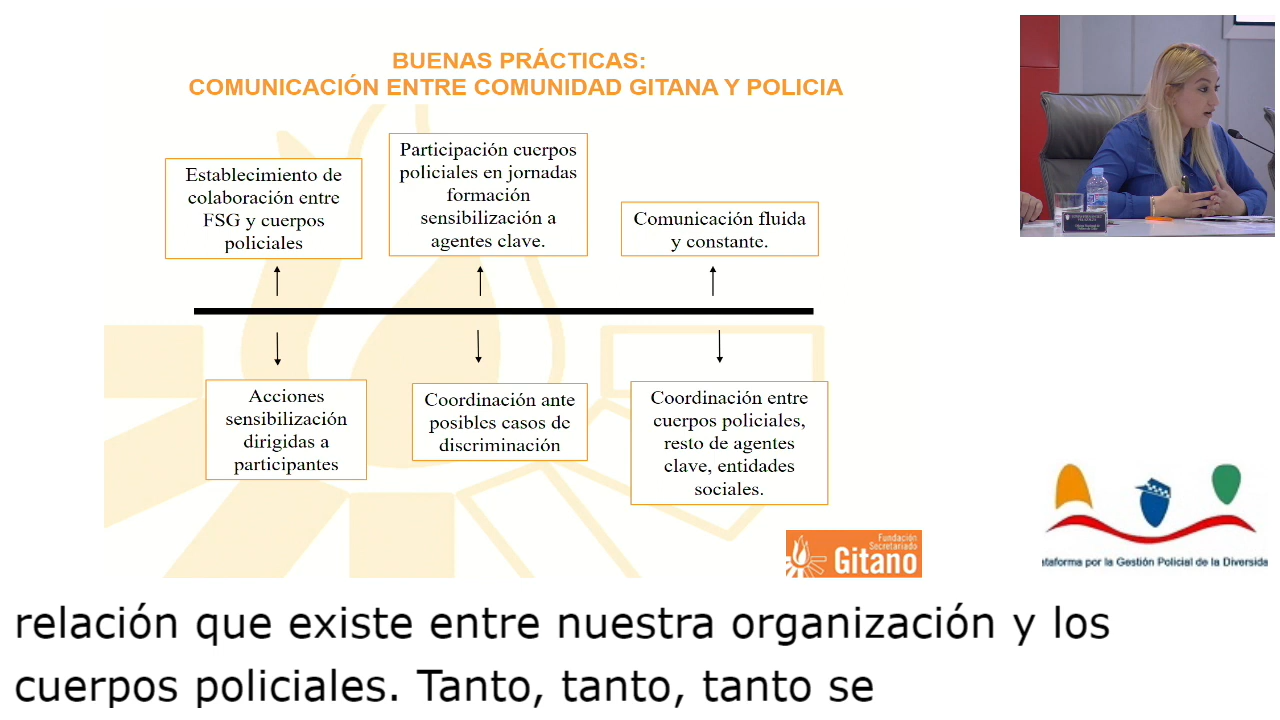 BUENAS PRÁCTICAS:
COMUNICACIÓN ENTRE COMUNIDAD GITANA Y POLICIA
Establecimiento de
colaboración entre
FSG y cuerpos
policiales
Participación cuerpos
policiales en jornadas
formación
sensibilización a
agentes clave.
Comunicación fluida
y constante.
Acciones
sensibilización
dirigidas a
participantes
Coordinación ante
posibles casos de
discriminación
Coordinación entre
cuerpos policiales,
resto de agentes
clave, entidades
sociales.
Fundación
Secretariado
Gitano
ataforma por la Gestión Policial de la Diversida
relación que existe entre nuestra organización y los
cuerpos policiales. Tanto, tanto, tanto se